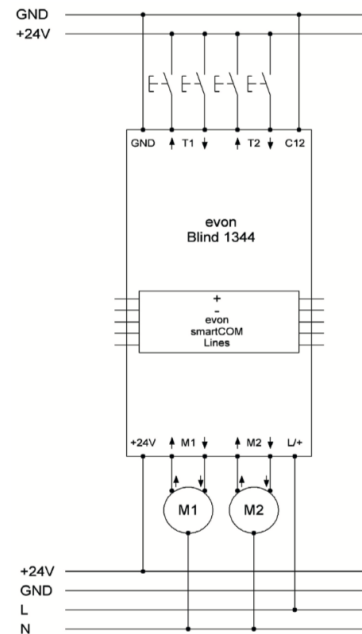 GND
+24V
GND ↑ T1 ↓ ↑ T2 ↓ C12
evon
Blind 1344
+
-
evon
smartCOM
Lines
+24V ↑ M1 ↓ ↑ M2 ↓ L/+
M1 M2
+24V
GND
L
N